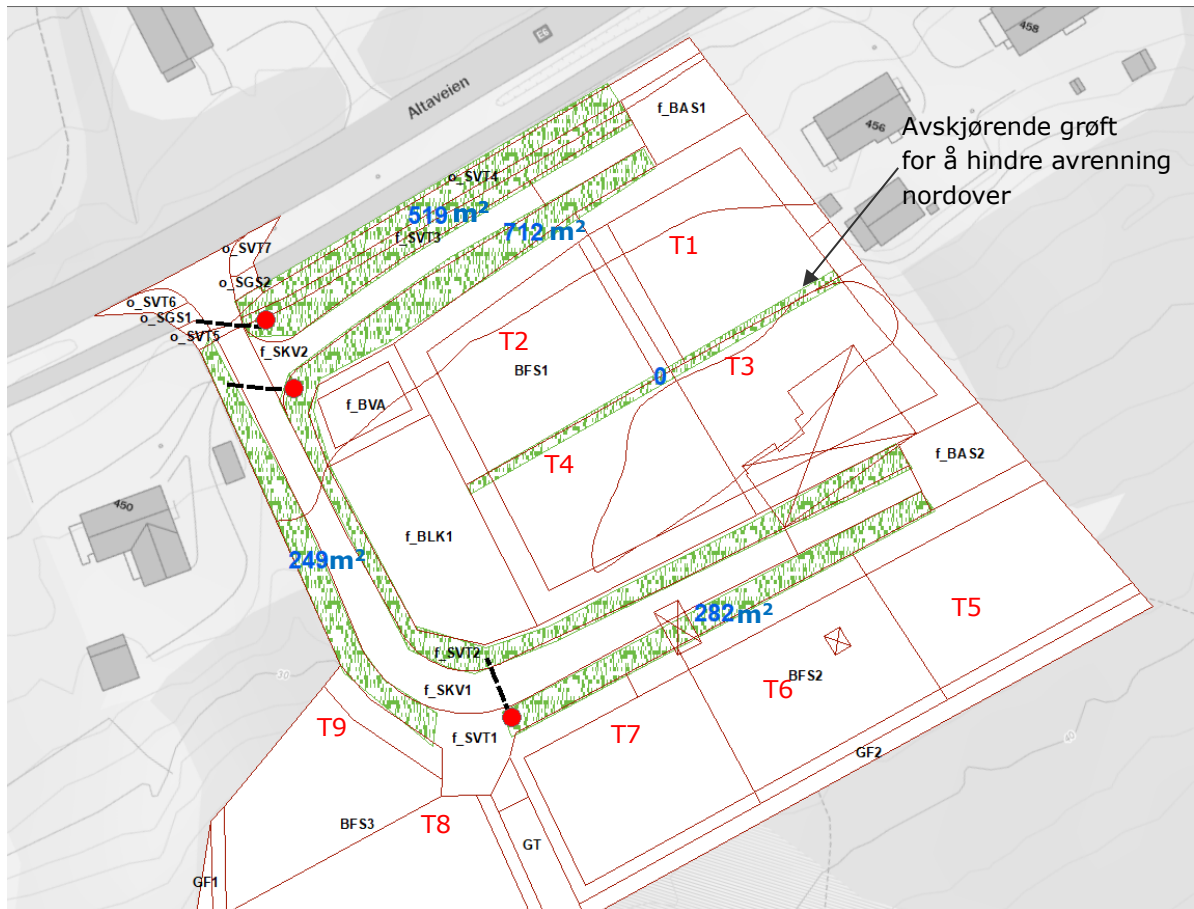 458
E6
Altaveien
f_BAS1
456
Avskjørende grøft
for å hindre avrenning
nordover
o_SVT4
519 m²
712 m²
f_SVT3
o_SVT7
T1
o_SGS2
o_SVT6
o_SGS1
o_SVT5
f_SKV2
T2
BFS1
T3
0
f_BVA
T4
f_BAS2
450
f_BLK1
249m²
282m²
T5
f_SVT2
BFS2
T6
f_SKV1
T9
30
f_SVT1
T7
GF2
BFS3
T8
GT
GF1